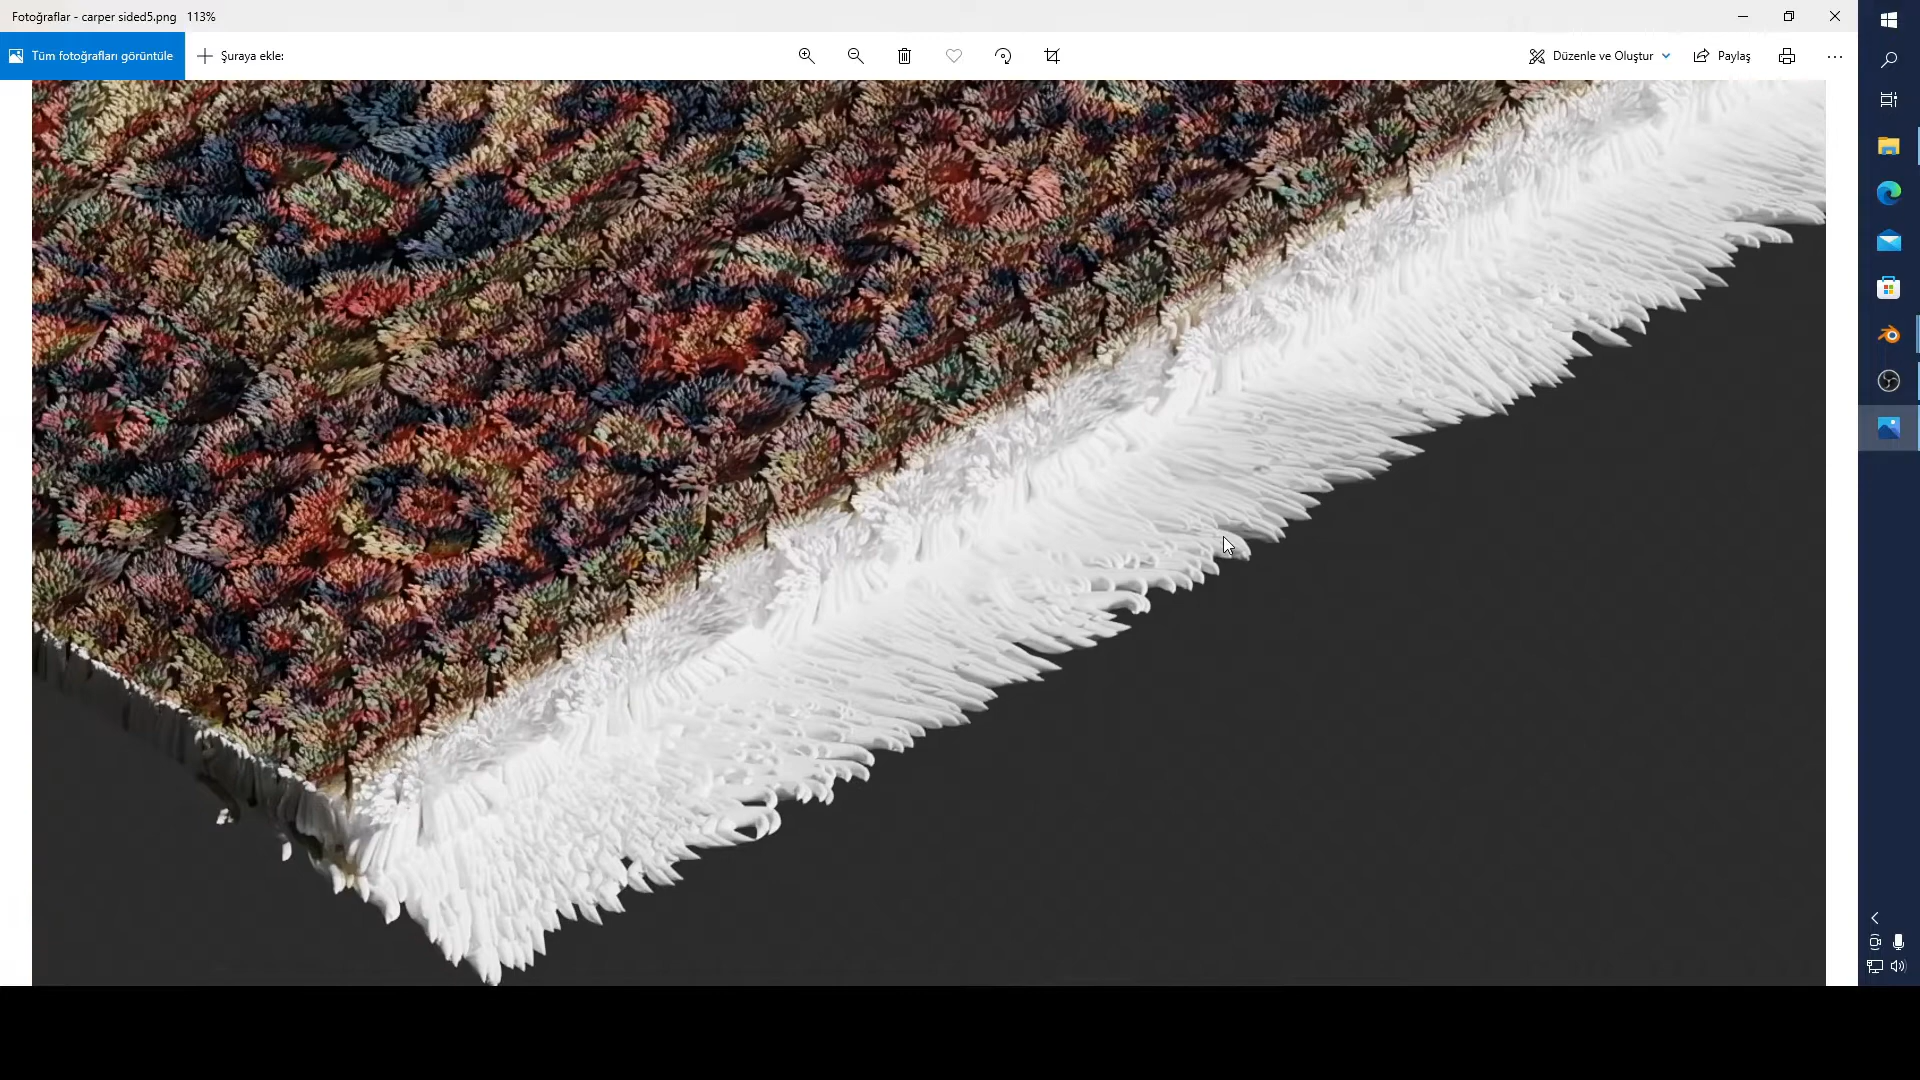 Fotoğraflar - carper sided5.png 113%
Tüm fotoğrafları görüntüle
Şuraya ekle:
Düzenle ve Oluştur
Paylaş